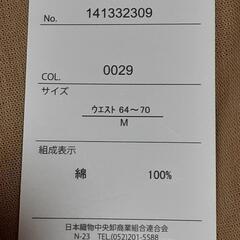 No. 141332309
COL. 0029
サイズ
ウエスト 64～70
M
組成表示
綿 100%
日本織物中央卸商業組合連合会
N-23 TEL.(052)201-5588